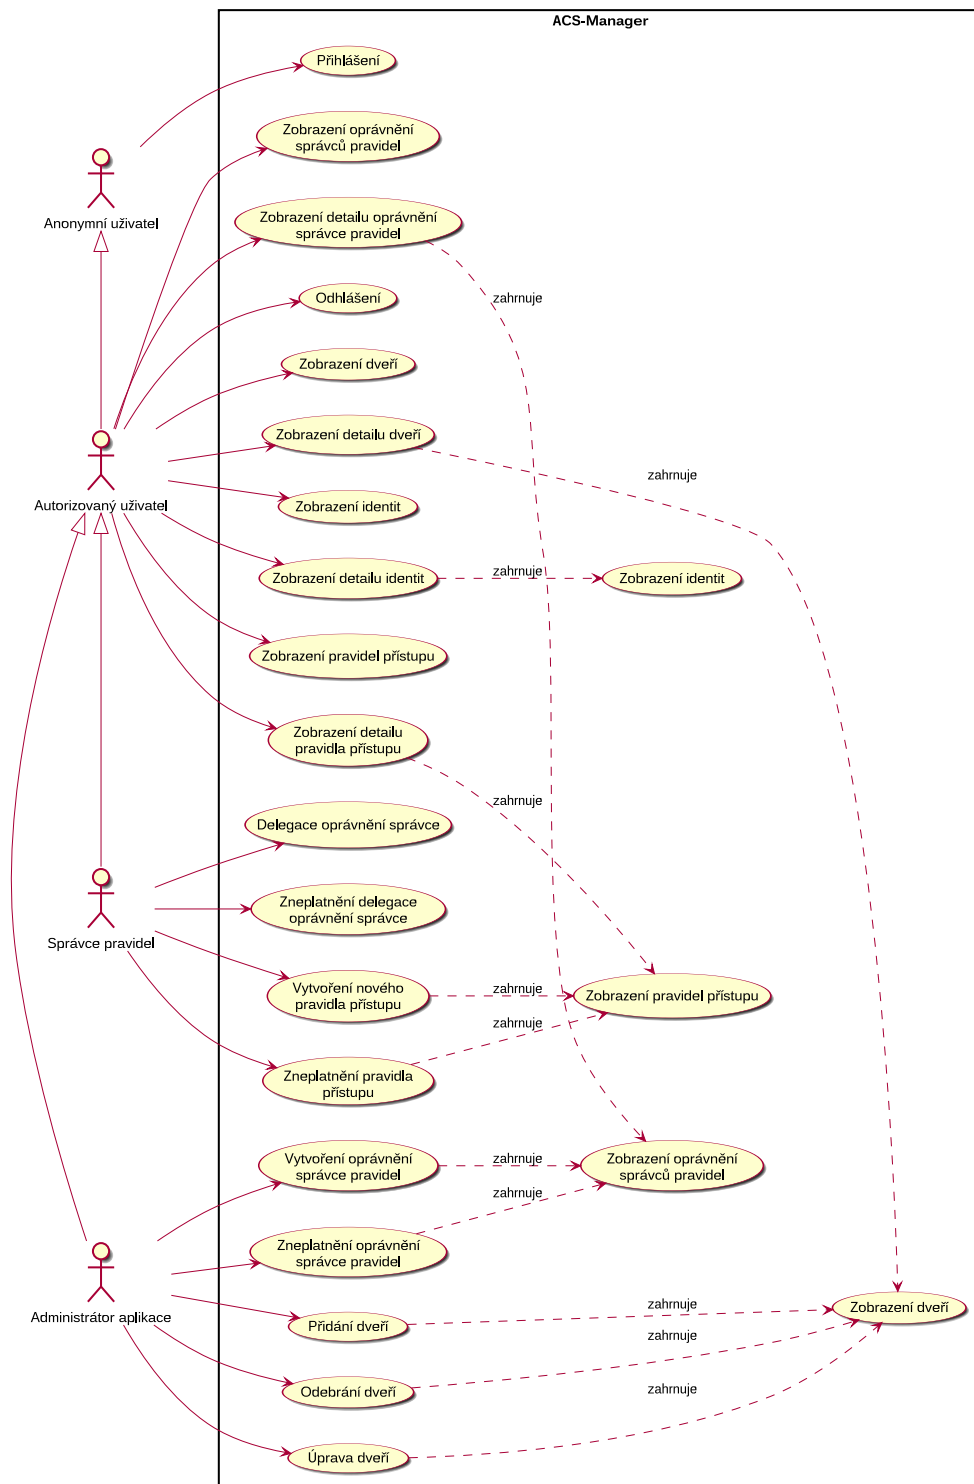 ACS-Manager
Přihlášení
Zobrazení oprávnění
správců pravidel
Anonymní uživatel
Zobrazení detailu oprávnění
správce pravidel
Odhlášení
zahrnuje
Zobrazení dveří
Zobrazení detailu dveří
zahrnuje
Autorizovaný uživatel
Zobrazení identit
Zobrazení detailu identit
zahrnuje
Zobrazení identit
Zobrazení pravidel přístupu
Zobrazení detailu
pravidla přístupu
zahrnuje
Delegace oprávnění správce
Zneplatnění delegace
oprávnění správce
Správce pravidel
Vytvoření nového
pravidla přístupu
zahrnuje
Zobrazení pravidel přístupu
zahrnuje
Zneplatnění pravidla
přístupu
Vytvoření oprávnění
správce pravidel
zahrnuje
Zobrazení oprávnění
správců pravidel
zahrnuje
Zneplatnění oprávnění
správce pravidel
Administrátor aplikace
Přidání dveří
zahrnuje
Zobrazení dveří
zahrnuje
Odebrání dveří
zahrnuje
Úprava dveří